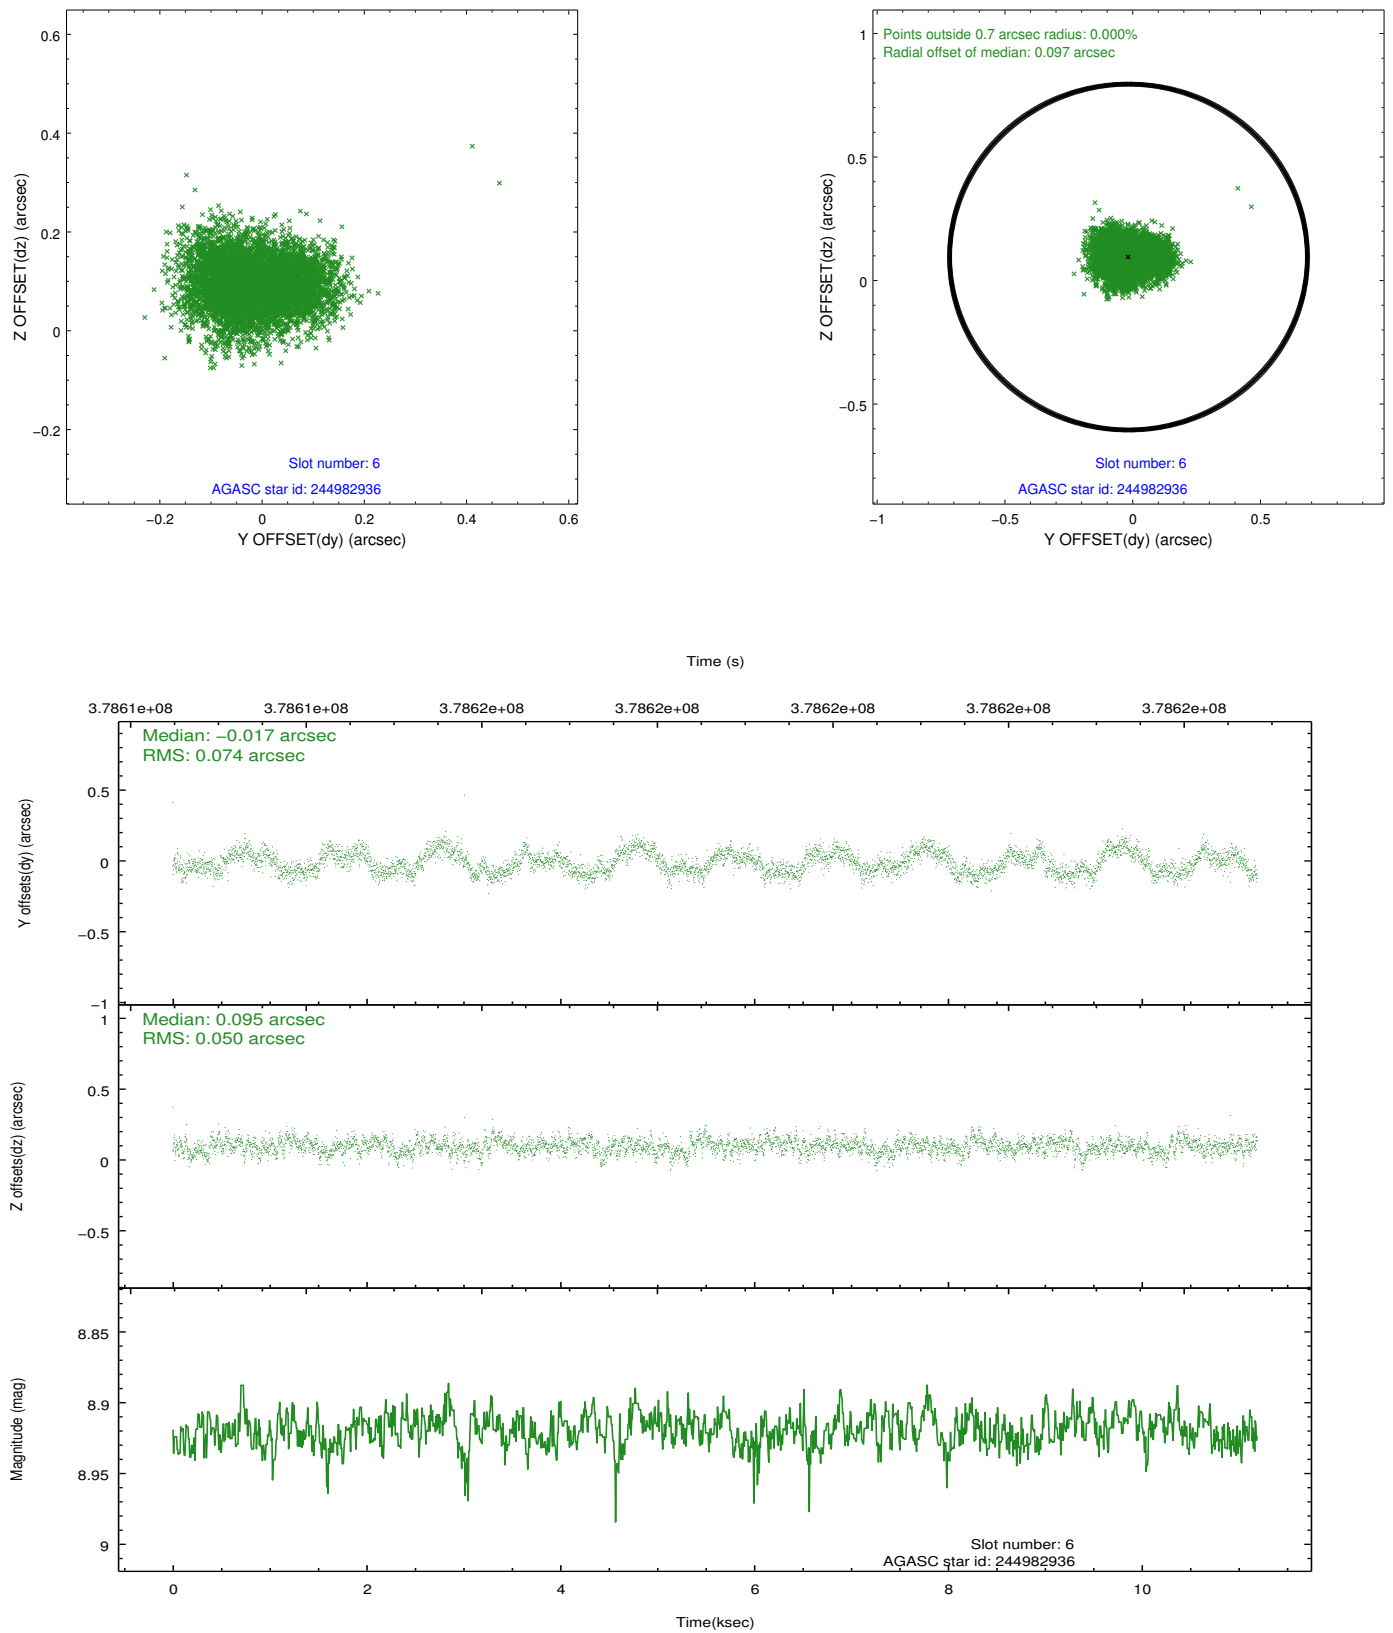 0.6
0.4
0.2
0
−0.2
Z OFFSET(dz) (arcsec)
Slot number: 6
AGASC star id: 244982936
−0.2 0 0.2 0.4 0.6
Y OFFSET(dy) (arcsec)
Points outside 0.7 arcsec radius: 0.000%
Radial offset of median: 0.097 arcsec
1
0.5
0
−0.5
Z OFFSET(dz) (arcsec)
Slot number: 6
AGASC star id: 244982936
−1 −0.5 0 0.5
Y OFFSET(dy) (arcsec)
Time (s)
3.7861e+08 3.7861e+08 3.7862e+08 3.7862e+08 3.7862e+08 3.7862e+08 3.7862e+08
Median: −0.017 arcsec
RMS: 0.074 arcsec
0.5
0
−0.5
−1
Y offsets(dy) (arcsec)
Median: 0.095 arcsec
RMS: 0.050 arcsec
1
0.5
0
−0.5
Z offsets(dz) (arcsec)
8.85
8.9
8.95
9
Magnitude (mag)
Slot number: 6
AGASC star id: 244982936
0 2 4 6 8 10
Time(ksec)